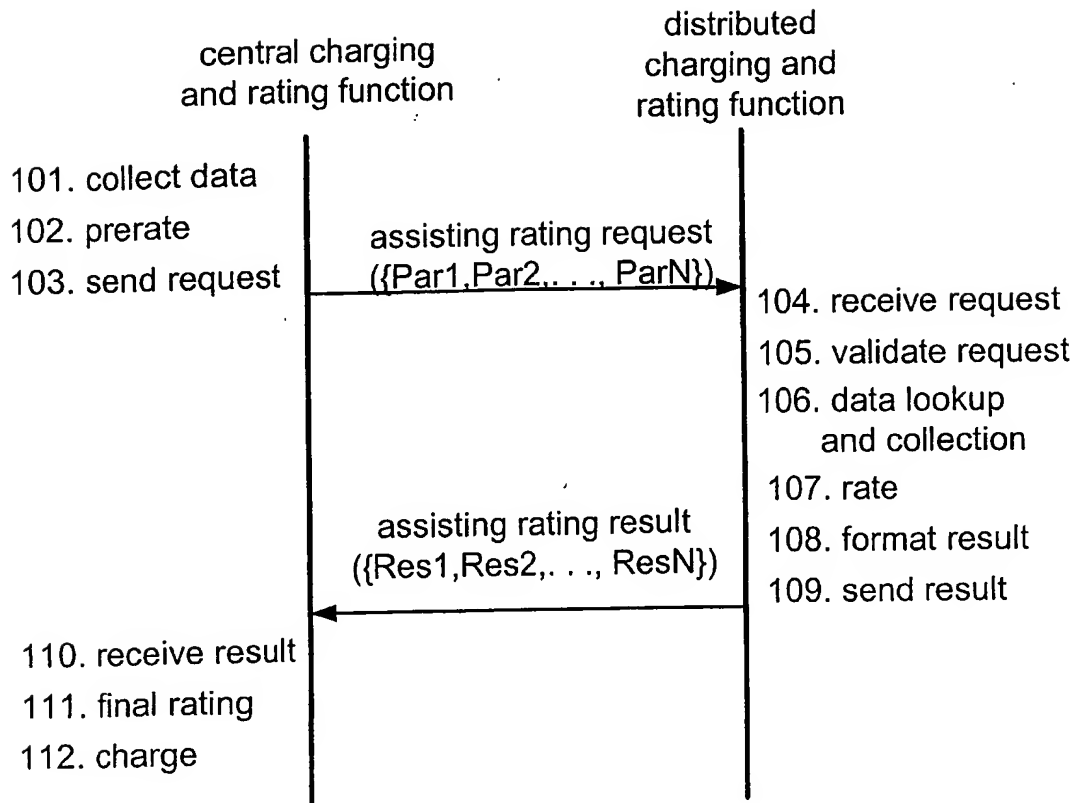 central charging
and rating function
distributed
charging and
rating function
101. collect data
102. prerate
103. send request
assisting rating request
({Par1,Par2,. . ., ParN})
104. receive request
105. validate request
106. data lookup
and collection
107. rate
108. format result
109. send result
assisting rating result
({Res1,Res2,. . ., ResN})
110. receive result
111. final rating
112. charge